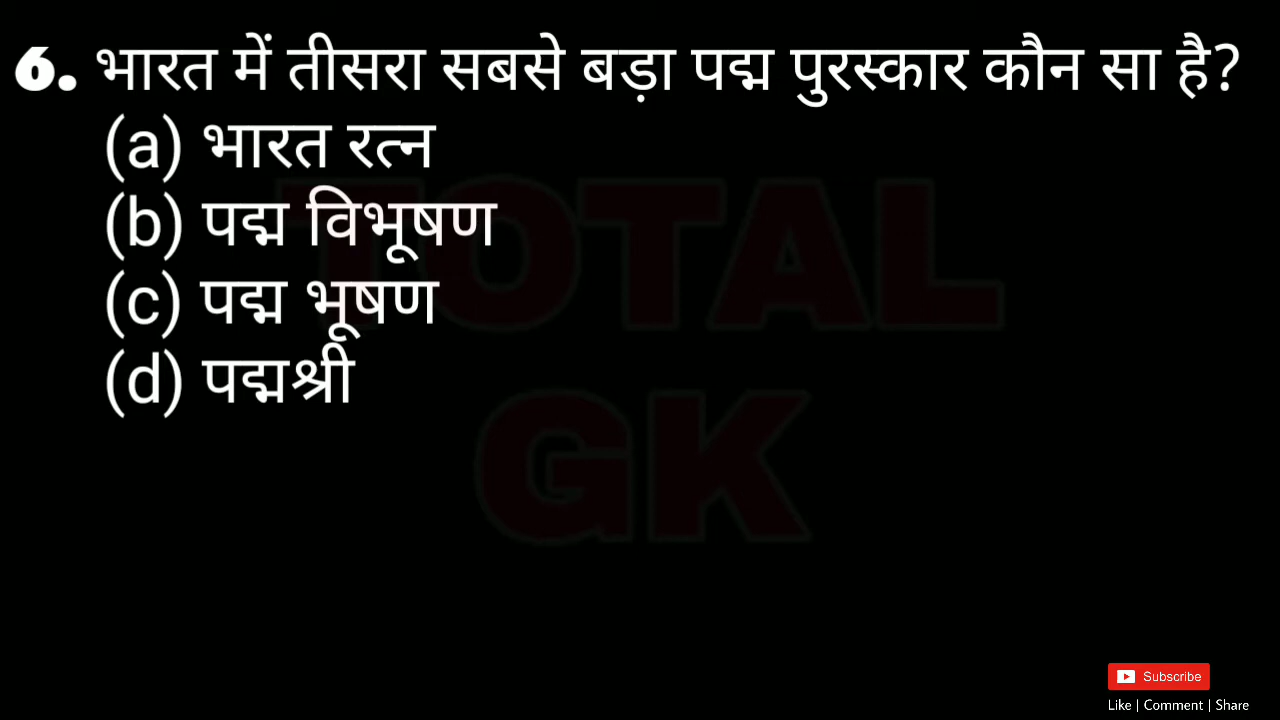 6. भारत में तीसरा सबसे बड़ा पद्म पुरस्कार कौन सा है?
(a) भारत रत्न
(b) पद्म विभूषण
(c) पद्म भूषण
(d) पद्मश्री
TOTAL
GK
Subscribe
Like | Comment | Share